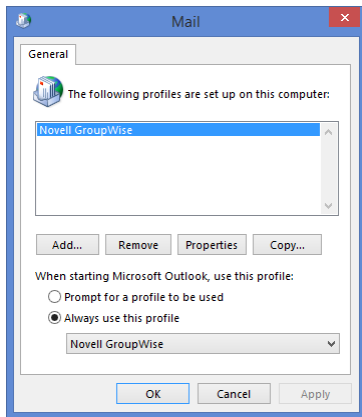 Mail
General
The following profiles are set up on this computer:
Novell GroupWise
Add... Remove Properties Copy...
When starting Microsoft Outlook, use this profile:
Prompt for a profile to be used
Always use this profile
Novell GroupWise
OK Cancel Apply